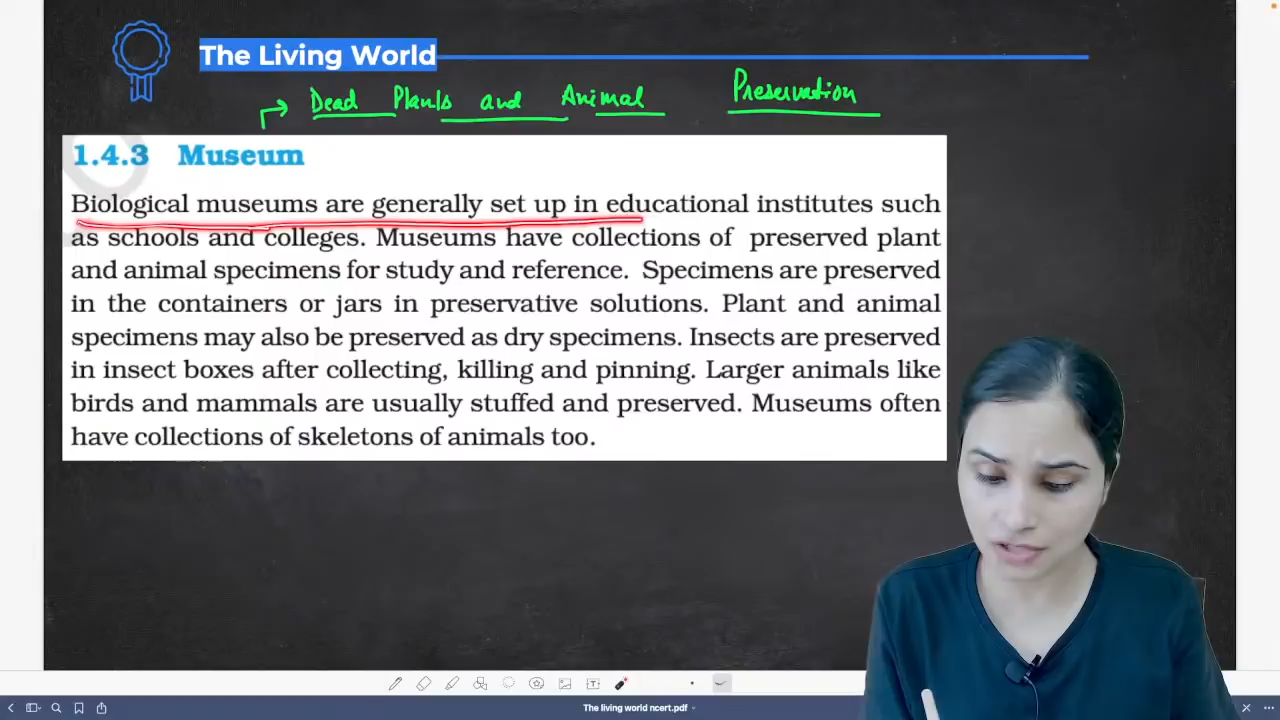 The Living World
Dead Plants and Animal Preservation
1.4.3 Museum
Biological museums are generally set up in educational institutes such
as schools and colleges. Museums have collections of preserved plant
and animal specimens for study and reference. Specimens are preserved
in the containers or jars in preservative solutions. Plant and animal
specimens may also be preserved as dry specimens. Insects are preserved
in insect boxes after collecting, killing and pinning. Larger animals like
birds and mammals are usually stuffed and preserved. Museums often
have collections of skeletons of animals too.
The living world ncert.pdf